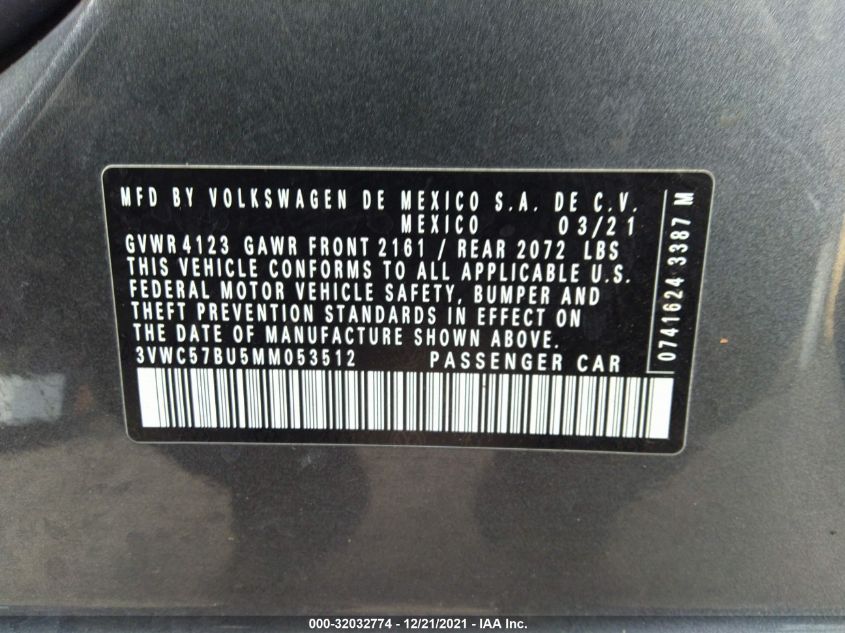 MFD BY VOLKSWAGEN DE MEXICO S.A. DE C.V.
MEXICO 03/21
GVWR 4123 GAWR FRONT 2161 / REAR 2072 LBS
THIS VEHICLE CONFORMS TO ALL APPLICABLE U.S.
FEDERAL MOTOR VEHICLE SAFETY, BUMPER AND
THEFT PREVENTION STANDARDS IN EFFECT ON
THE DATE OF MANUFACTURE SHOWN ABOVE.
3VWC57BU5MM053512 PASSENGER CAR
0741624 3387 M
000-32032774 - 12/21/2021 - IAA Inc.